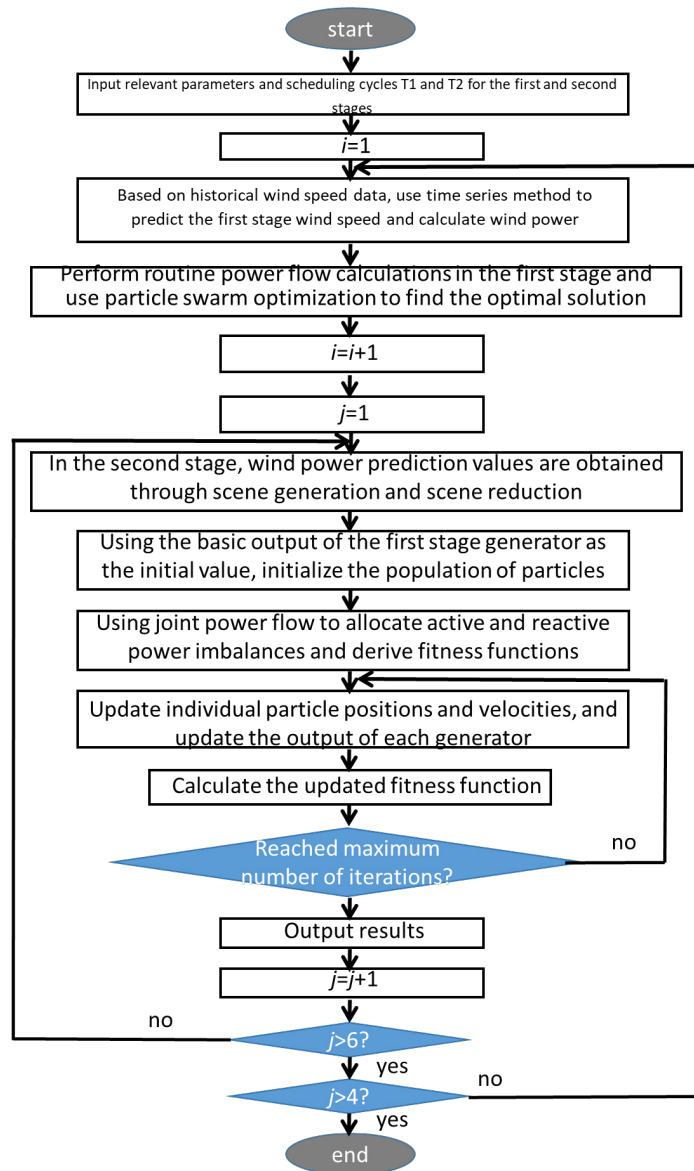 start
Input relevant parameters and scheduling cycles T1 and T2 for the first and second
stages
i=1
Based on historical wind speed data, use time series method to
predict the first stage wind speed and calculate wind power
Perform routine power flow calculations in the first stage and
use particle swarm optimization to find the optimal solution
i=i+1
j=1
In the second stage, wind power prediction values are obtained
through scene generation and scene reduction
Using the basic output of the first stage generator as
the initial value, initialize the population of particles
Using joint power flow to allocate active and reactive
power imbalances and derive fitness functions
Update individual particle positions and velocities, and
update the output of each generator
Calculate the updated fitness function
Reached maximum
number of iterations?
no
Output results
j=j+1
no
j>6?
yes
j>4?
no
yes
end